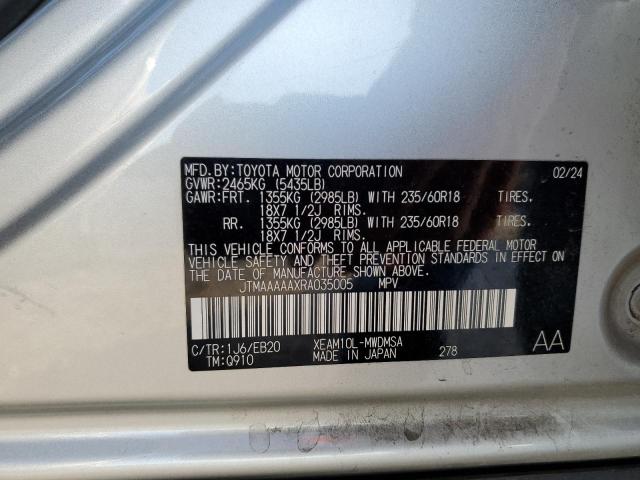 MFD. BY: TOYOTA MOTOR CORPORATION 02/24
GVWR: 2465KG (5435LB)
GAWR: FRT. 1355KG (2985LB) WITH 235/60R18 TIRES.
18X7 1/2J RIMS.
RR. 1355KG (2985LB) WITH 235/60R18 TIRES.
18X7 1/2J RIMS.
THIS VEHICLE CONFORMS TO ALL APPLICABLE FEDERAL MOTOR
VEHICLE SAFETY AND THEFT PREVENTION STANDARDS IN EFFECT
ON THE DATE OF MANUFACTURE SHOWN ABOVE.
JTMAAAAAXRA035005 MPV
C/TR: 1J6/EB20 XEAM10L-MWDMSA AA
TM: Q910 MADE IN JAPAN 278